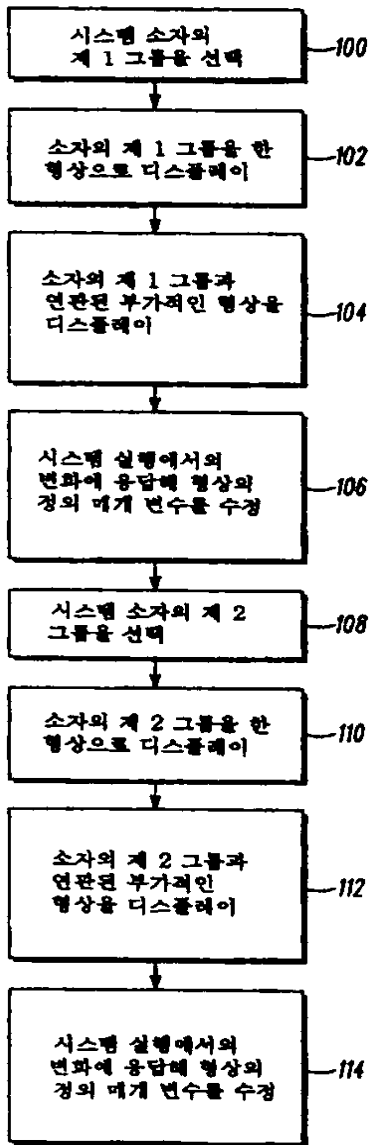 시스템 소자의
제 1 그룹을 선택
100
소자의 제 1 그룹을 한
형상으로 디스플레이
102
소자의 제 1 그룹과
연관된 부가적인 형상을
디스플레이
104
시스템 실행에서의
변화에 응답해 형상의
정의 매개 변수를 수정
106
시스템 소자의 제 2
그룹을 선택
108
소자의 제 2 그룹을 한
형상으로 디스플레이
110
소자의 제 2 그룹과
연관된 부가적인
형상을 디스플레이
112
시스템 실행에서의
변화에 응답해 형상의
정의 매개 변수를 수정
114